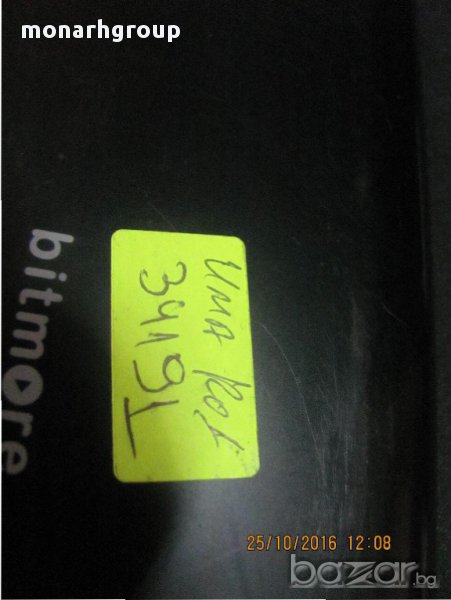 monarhgroup
bitmore
има код
34191
25/10/2016 12:08
bazar.bg